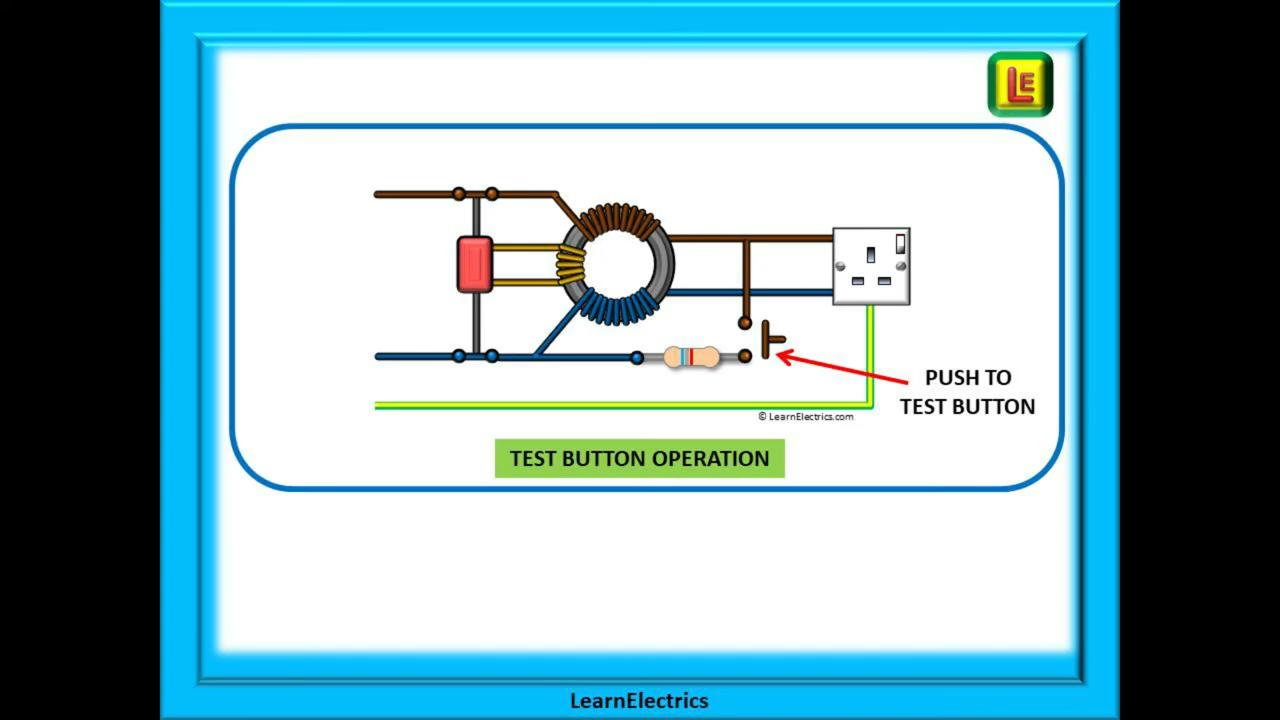 LE
PUSH TO
TEST BUTTON
© LearnElectrics.com
TEST BUTTON OPERATION
LearnElectrics